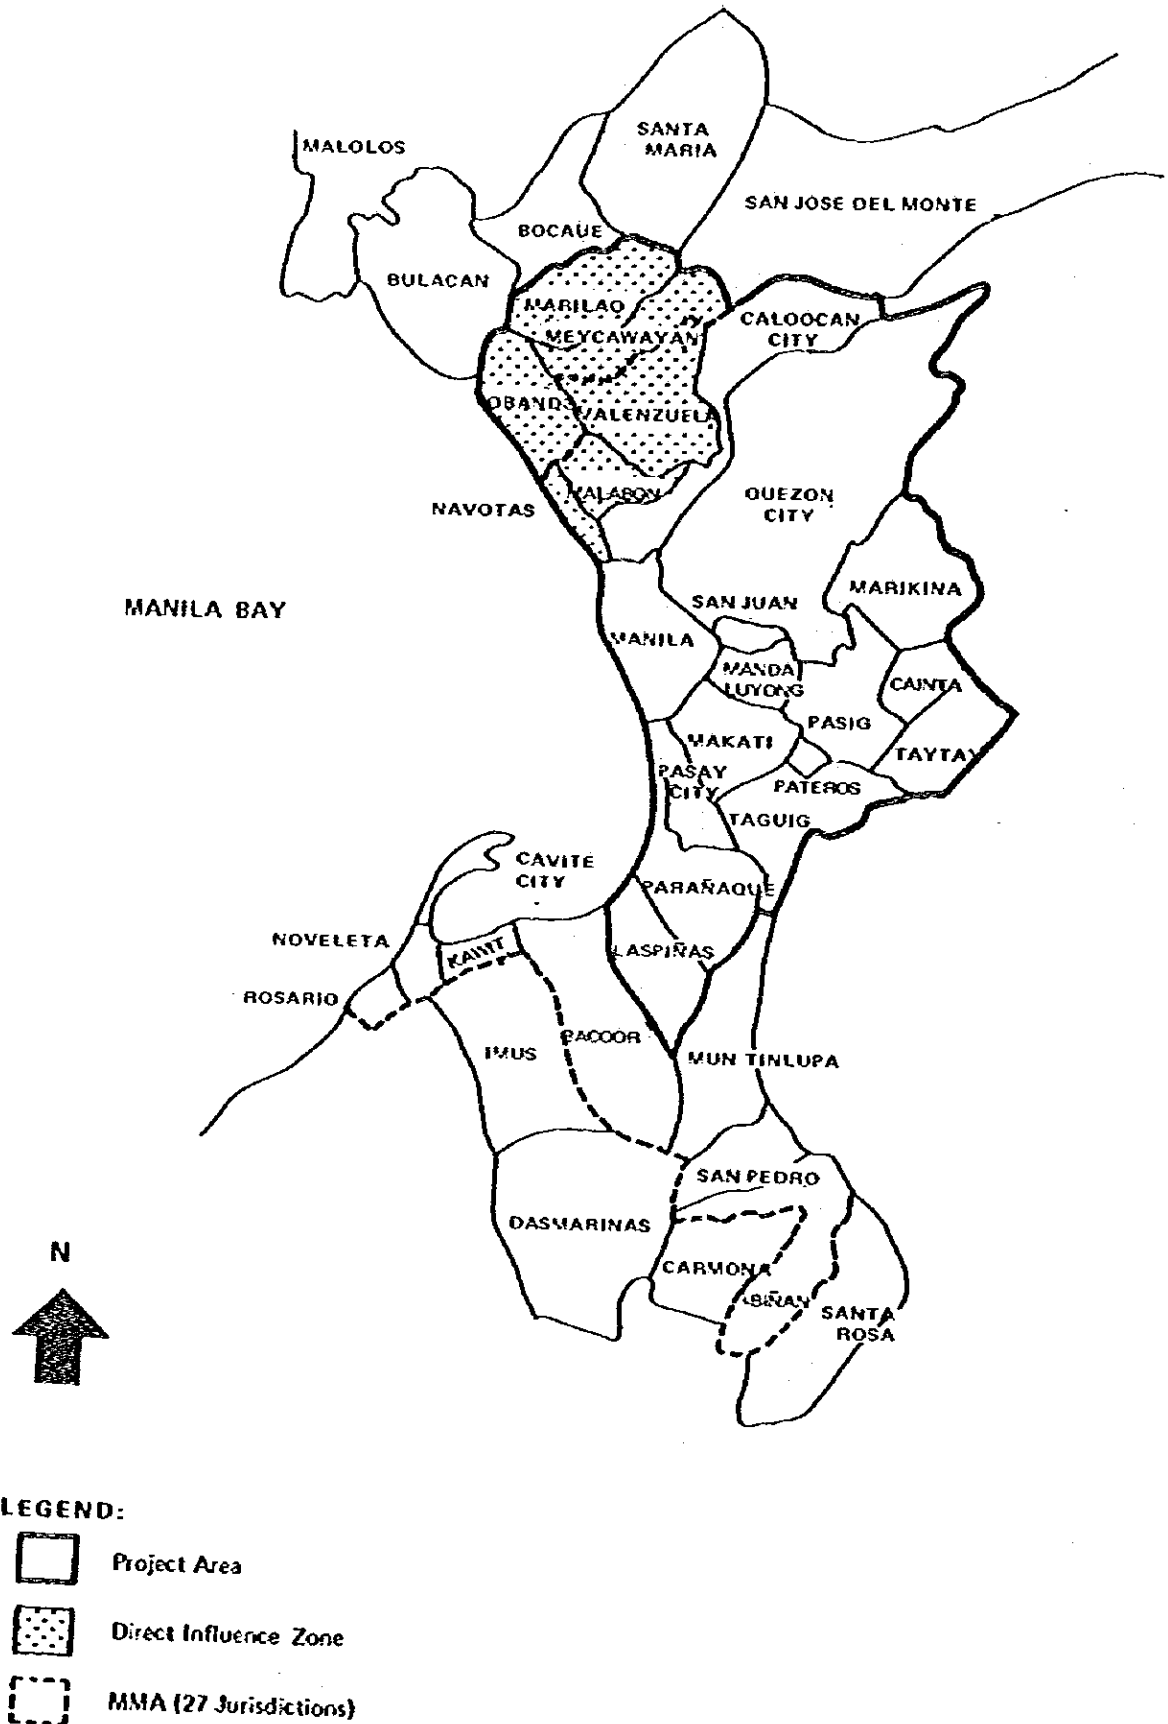 SANTA
MARIA
MALOLOS
SAN JOSE DEL MONTE
BOCAUE
BULACAN
MARILAO
CALOOCAN
CITY
MEYCAWAYAN
OBANDO
VALENZUELA
MALABON
QUEZON
CITY
NAVOTAS
MARIKINA
SAN JUAN
MANILA BAY
MANILA
MANDA
LUYONG
CAINTA
PASIG
MAKATI
TAYTAY
PASAY
CITY
PATEROS
TAGUIG
CAVITE
CITY
PARAÑAQUE
NOVELETA
KAWIT
LASPIÑAS
ROSARIO
BACOOR
IMUS
MUN TINLUPA
SAN PEDRO
DASMARINAS
N
CARMONA
BIÑAN
SANTA
ROSA
LEGEND:
Project Area
Direct Influence Zone
MMA (27 Jurisdictions)